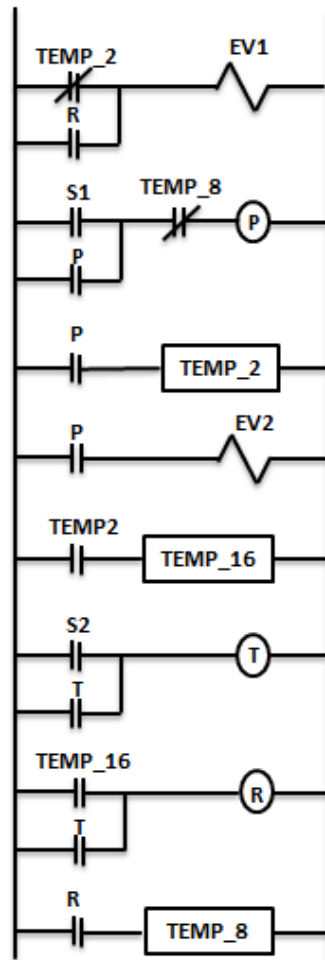 TEMP_2 EV1
R
S1 TEMP_8
P
P
P
TEMP_2
P EV2
TEMP2
TEMP_16
S2
T
T
TEMP_16
R
T
R
TEMP_8